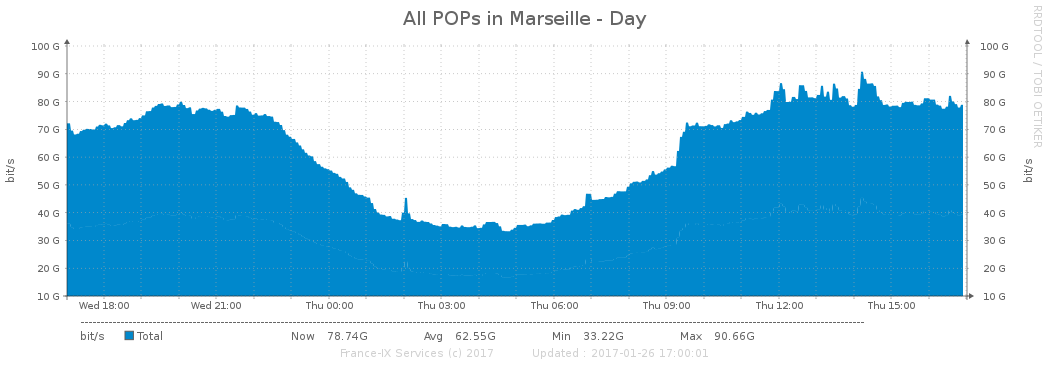 All POPs in Marseille - Day
RRDTOOL / TOBI OETIKER
bit/s
100 G
90 G
80 G
70 G
60 G
50 G
40 G
30 G
20 G
10 G
100 G
90 G
80 G
70 G
60 G
50 G
40 G
30 G
20 G
10 G
bit/s
Wed 18:00 Wed 21:00 Thu 00:00 Thu 03:00 Thu 06:00 Thu 09:00 Thu 12:00 Thu 15:00
bit/s Total Now 78.74G Avg 62.55G Min 33.22G Max 90.66G
France-IX Services (c) 2017 Updated : 2017-01-26 17:00:01